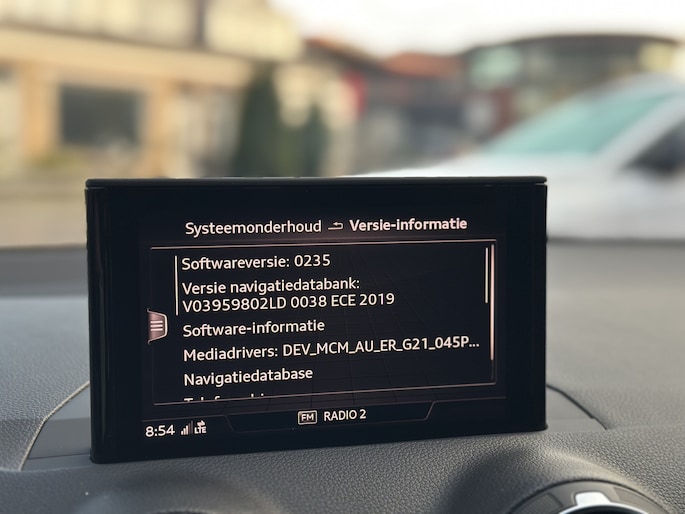 Systeemonderhoud Versie-informatie
Softwareversie: 0235
Versie navigatiedatabank:
V03959802LD 0038 ECE 2019
Software-informatie
Mediadrivers: DEV_MCM_AU_ER_G21_045P...
Navigatiedatabase
FM RADIO 2
8:54 LTE